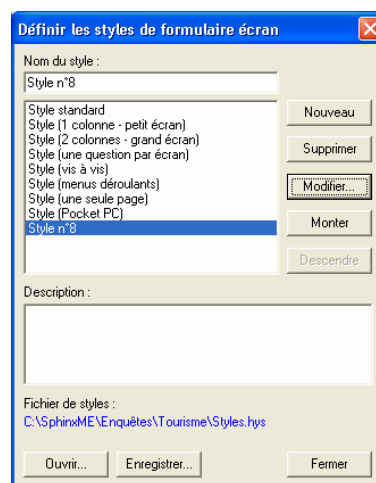 Définir les styles de formulaire écran
Nom du style :
Style n°8
Style standard
Style (1 colonne - petit écran)
Style (2 colonnes - grand écran)
Style (une question par écran)
Style (vis à vis)
Style (menus déroulants)
Style (une seule page)
Style (Pocket PC)
Style n°8
Nouveau
Supprimer
Modifier...
Monter
Descendre
Description :
Fichier de styles :
C:\SphinxME\Enquêtes\Tourisme\Styles.hys
Ouvrir...
Enregistrer...
Fermer